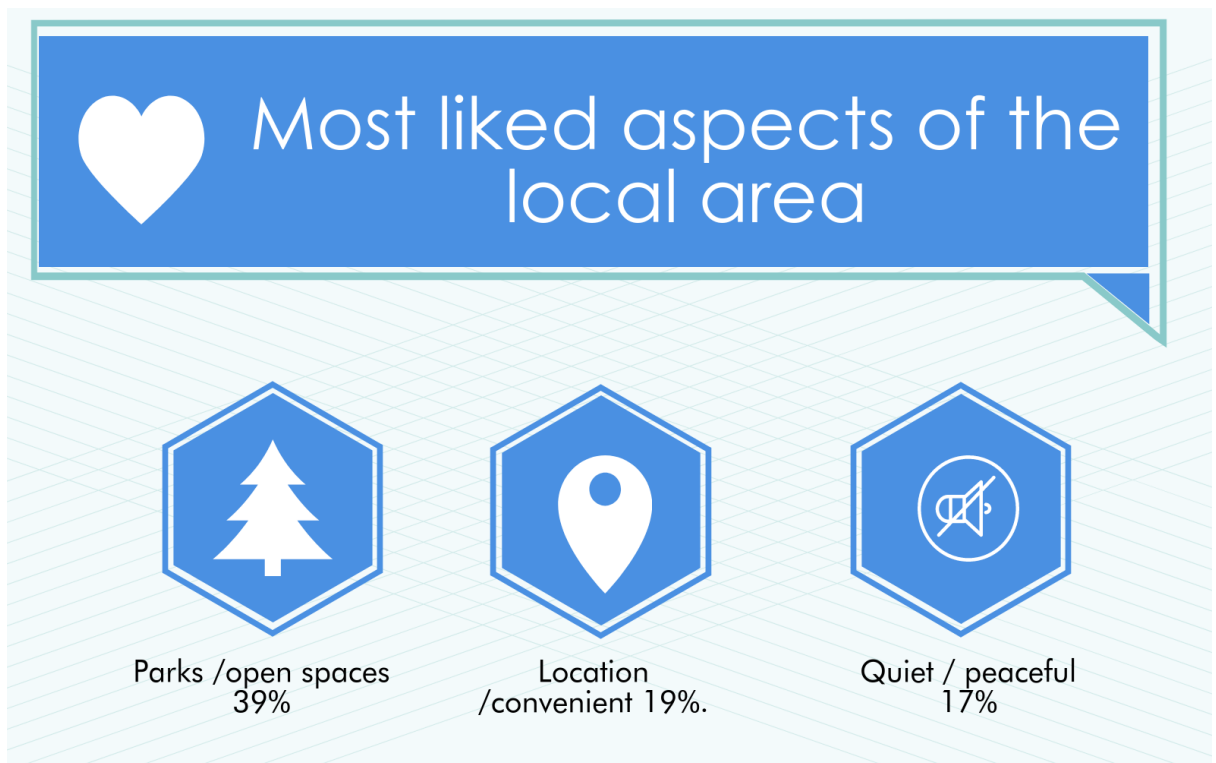 Most liked aspects of the
local area
Parks /open spaces
39%
Location
/convenient 19%.
Quiet / peaceful
17%